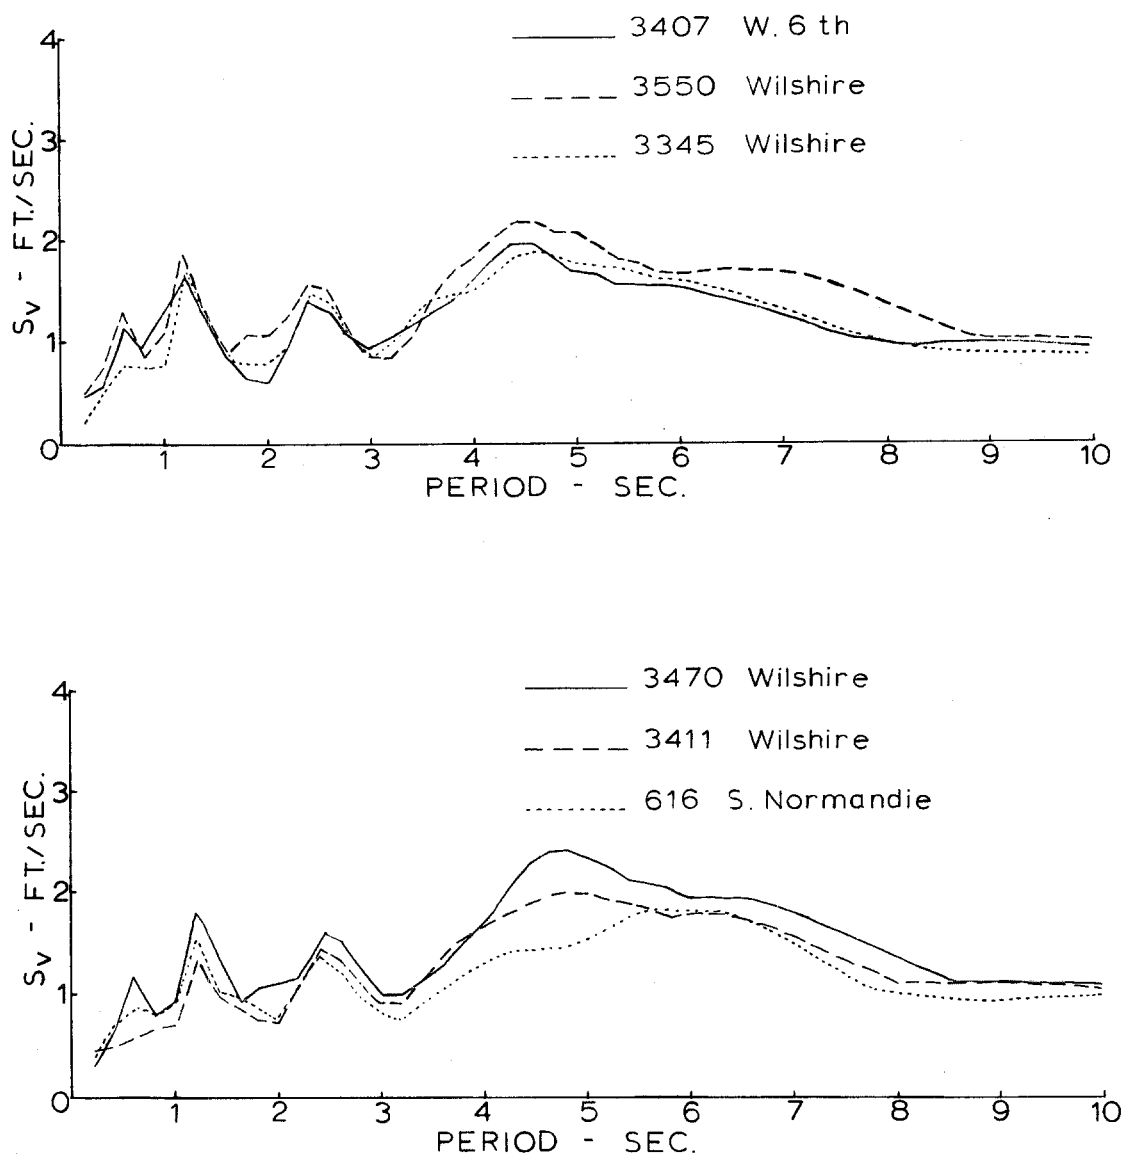 3407 W. 6 th
3550 Wilshire
3345 Wilshire
4
3
2
1
0
Sv - FT./SEC.
1 2 3 4 5 6 7 8 9 10
PERIOD - SEC.
3470 Wilshire
3411 Wilshire
616 S. Normandie
4
3
2
1
0
Sv - FT./SEC.
1 2 3 4 5 6 7 8 9 10
PERIOD - SEC.